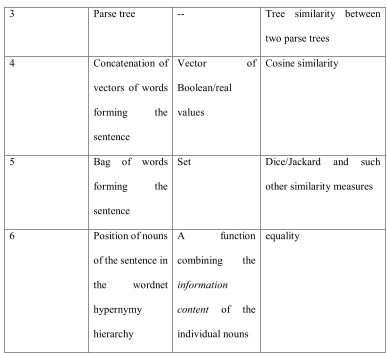 3 Parse tree -- Tree similarity between
two parse trees
4 Concatenation of Vector of Cosine similarity
vectors of words Boolean/real
forming the values
sentence
5 Bag of words Set Dice/Jackard and such
forming the other similarity measures
sentence
6 Position of nouns A function equality
of the sentence in combining the
the wordnet information
hypernymy content of the
hierarchy individual nouns